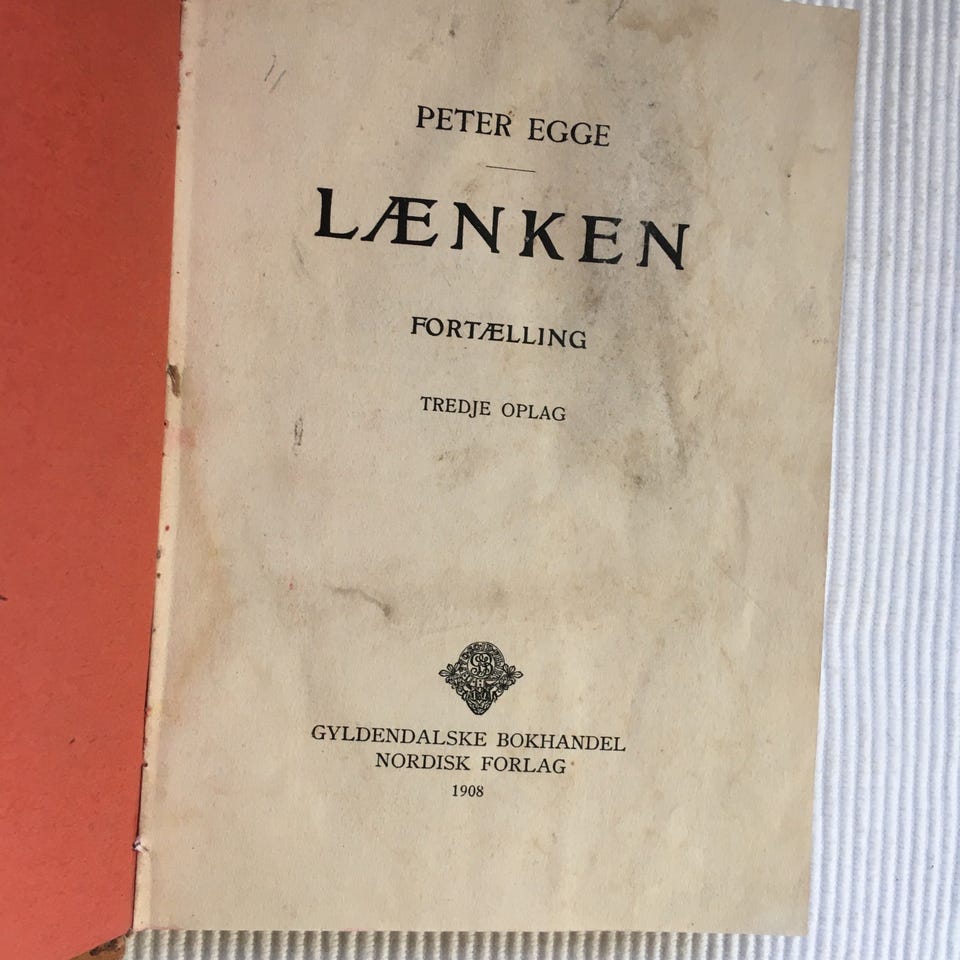 PETER EGGE
LÆNKEN
FORTÆLLING
TREDJE OPLAG
GYLDENDALSKE BOKHANDEL
NORDISK FORLAG
1908